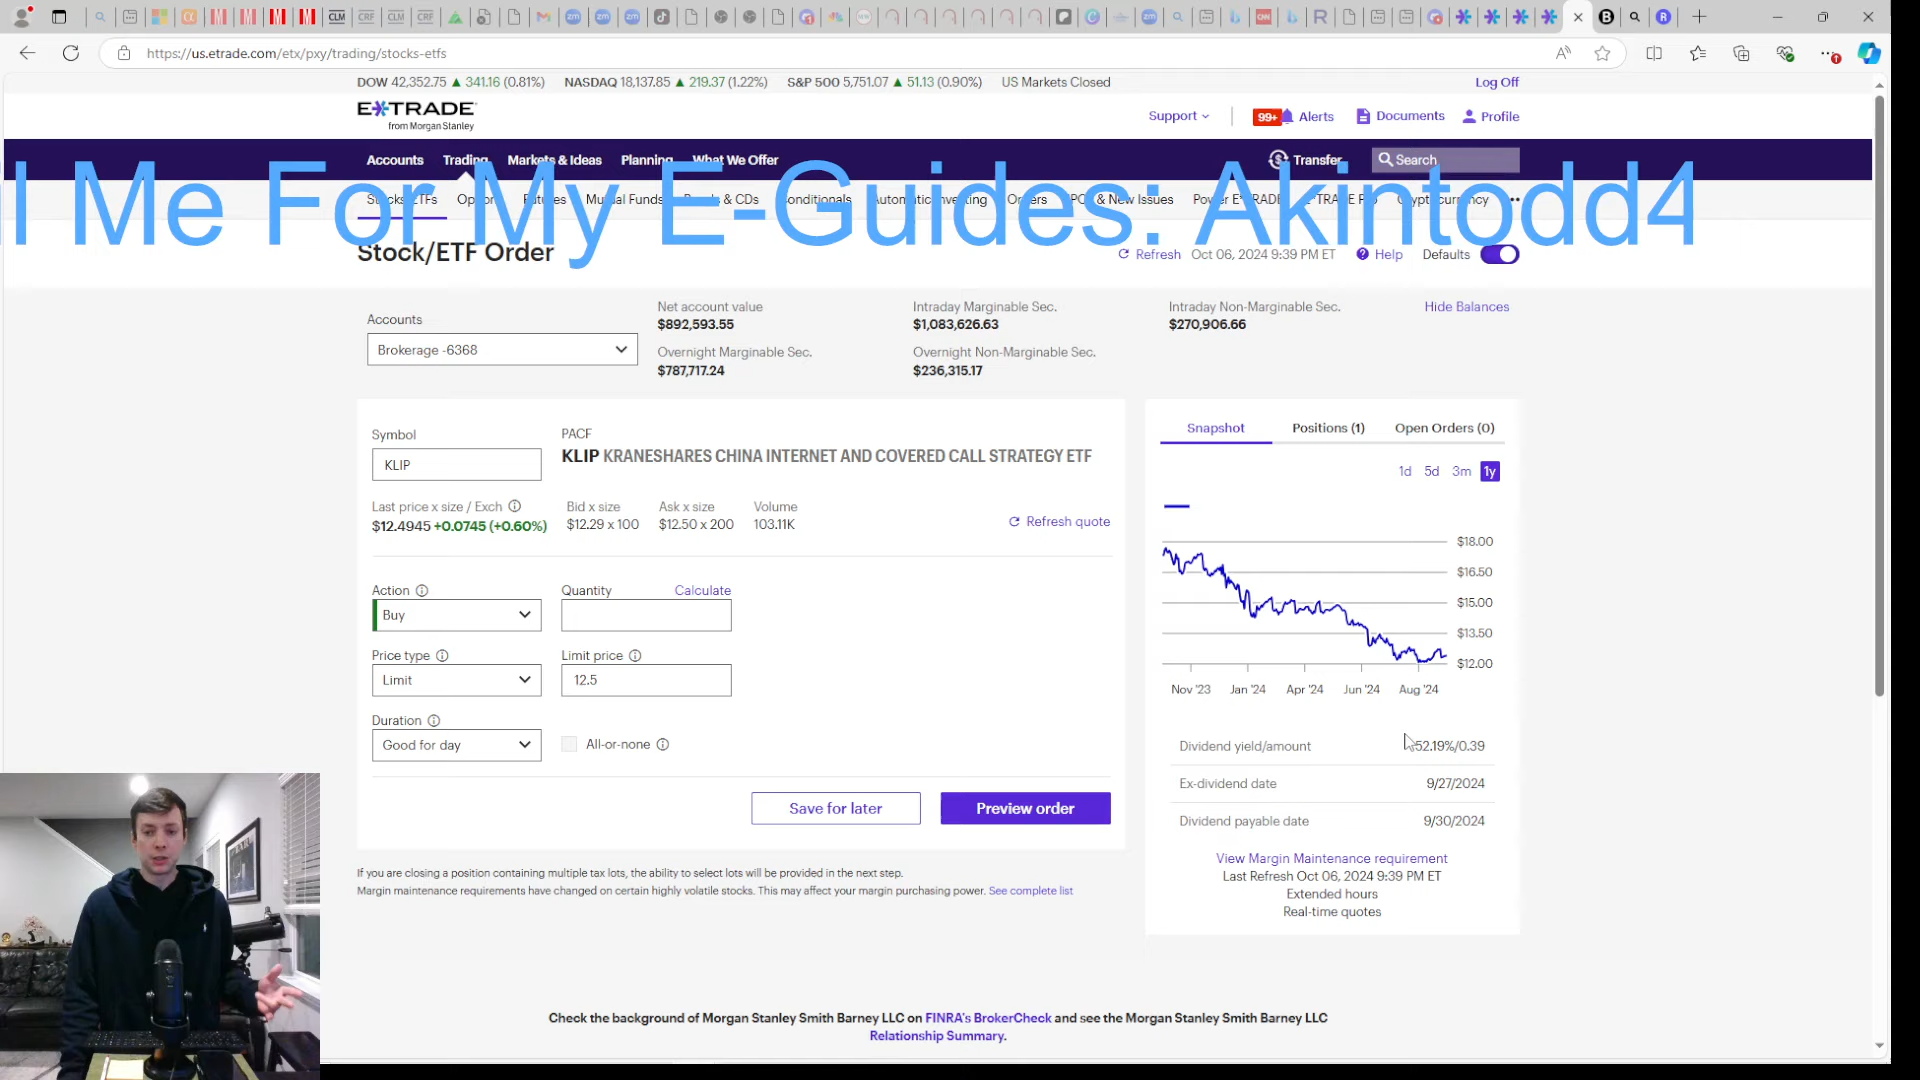 https://us.etrade.com/etx/pxy/trading/stocks-etfs
DOW 42,352.75 ▲ 341.16 (0.81%) NASDAQ 18,137.85 ▲ 219.37 (1.22%) S&P 500 5,751.07 ▲ 51.13 (0.90%) US Markets Closed Log Off
E*TRADE
from Morgan Stanley
Support 99+ Alerts Documents Profile
Accounts Trading Markets & Ideas Planning What We Offer Transfer Search
Me For My E-Guides: Akintodd4
Stocks/ETFs Futures Mutual Funds & CDs Conditionals Automatic Investing Orders & New Issues Cryptocurrency
Stock/ETF Order
Refresh Oct 06, 2024 9:39 PM ET Help Defaults
Accounts
Brokerage -6368
Net account value
$892,593.55
Intraday Marginable Sec.
$1,083,626.63
Intraday Non-Marginable Sec.
$270,906.66
Hide Balances
Overnight Marginable Sec.
$787,717.24
Overnight Non-Marginable Sec.
$236,315.17
Symbol
KLIP
PACF
KLIP KRANESHARES CHINA INTERNET AND COVERED CALL STRATEGY ETF
Last price x size / Exch
$12.4945 +0.0745 (+0.60%)
Bid x size
$12.29 x 100
Ask x size
$12.50 x 200
Volume
103.11K
Refresh quote
Action
Buy
Quantity Calculate
Price type
Limit
Limit price
12.5
Duration
Good for day
All-or-none
Save for later
Preview order
If you are closing a position containing multiple tax lots, the ability to select lots will be provided in the next step.
Margin maintenance requirements have changed on certain highly volatile stocks. This may affect your margin purchasing power. See complete list
Snapshot Positions (1) Open Orders (0)
1d 5d 3m 1y
$18.00
$16.50
$15.00
$13.50
$12.00
Nov '23 Jan '24 Apr '24 Jun '24 Aug '24
Dividend yield/amount 52.19%/0.39
Ex-dividend date 9/27/2024
Dividend payable date 9/30/2024
View Margin Maintenance requirement
Last Refresh Oct 06, 2024 9:39 PM ET
Extended hours
Real-time quotes
Check the background of Morgan Stanley Smith Barney LLC on FINRA's BrokerCheck and see the Morgan Stanley Smith Barney LLC
Relationship Summary.